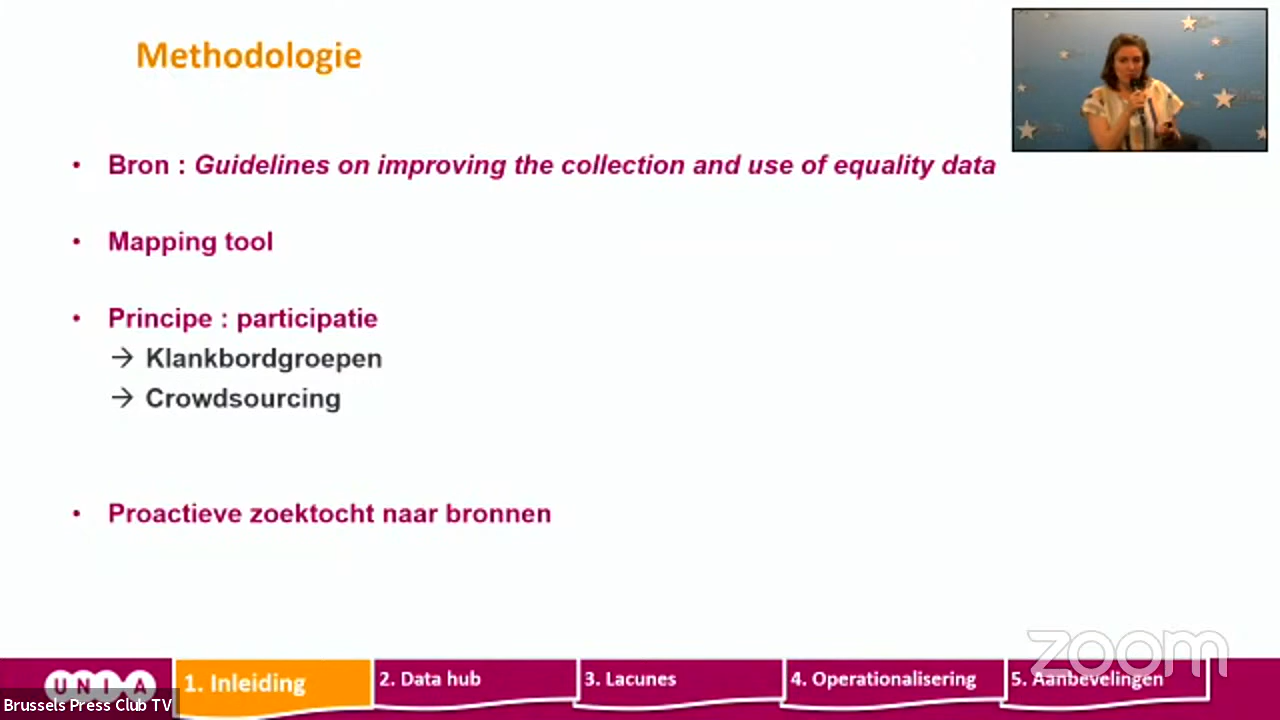 Methodologie
• Bron : Guidelines on improving the collection and use of equality data
• Mapping tool
• Principe : participatie
→ Klankbordgroepen
→ Crowdsourcing
• Proactieve zoektocht naar bronnen
zoom
UNIA
1. Inleiding
2. Data hub
3. Lacunes
4. Operationalisering
5. Aanbevelingen
Brussels Press Club TV